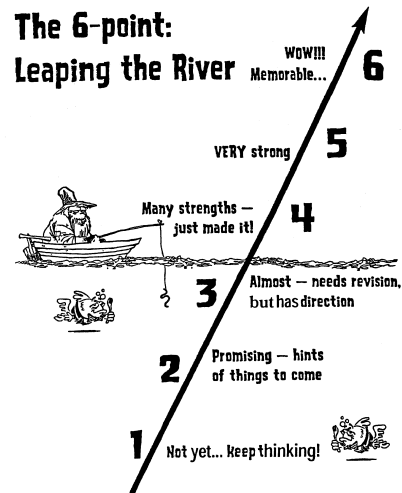 The 6-point:
Leaping the River
WOW!!!
Memorable...
6
VERY strong
5
Many strengths —
just made it!
4
3
Almost — needs revision,
but has direction
2
Promising — hints
of things to come
1
Not yet... keep thinking!